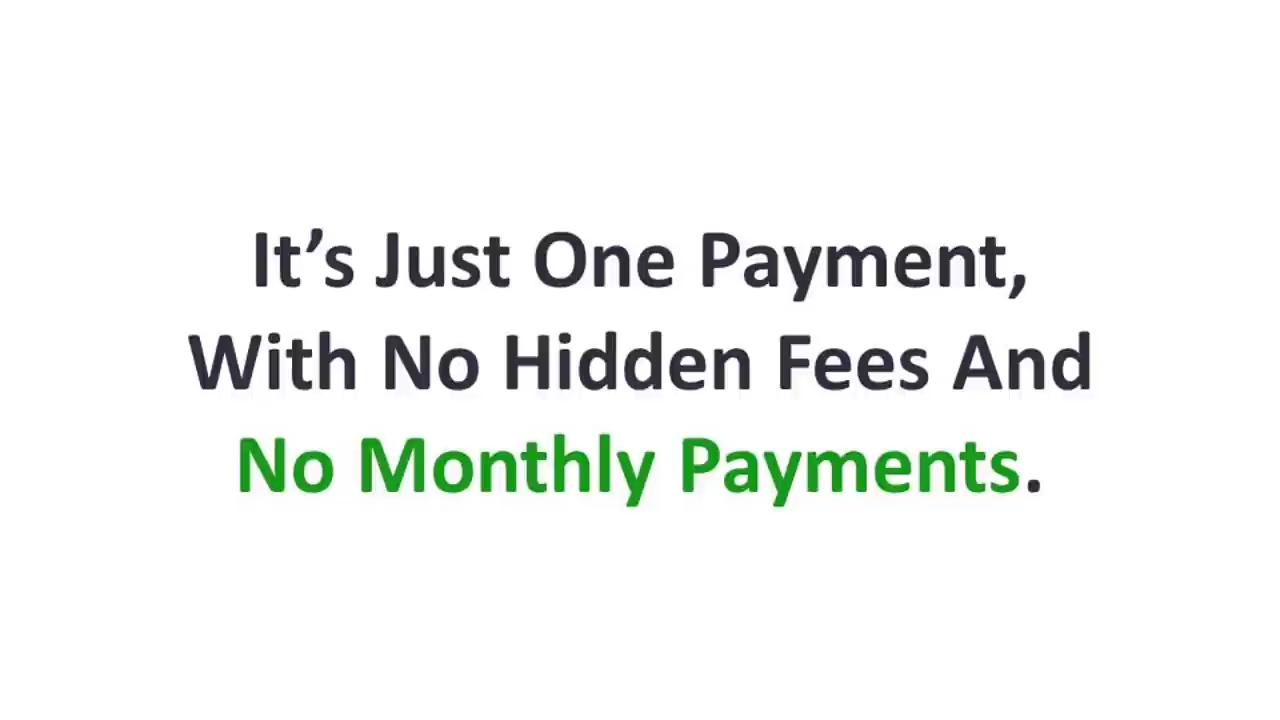 It’s Just One Payment,
With No Hidden Fees And
No Monthly Payments.